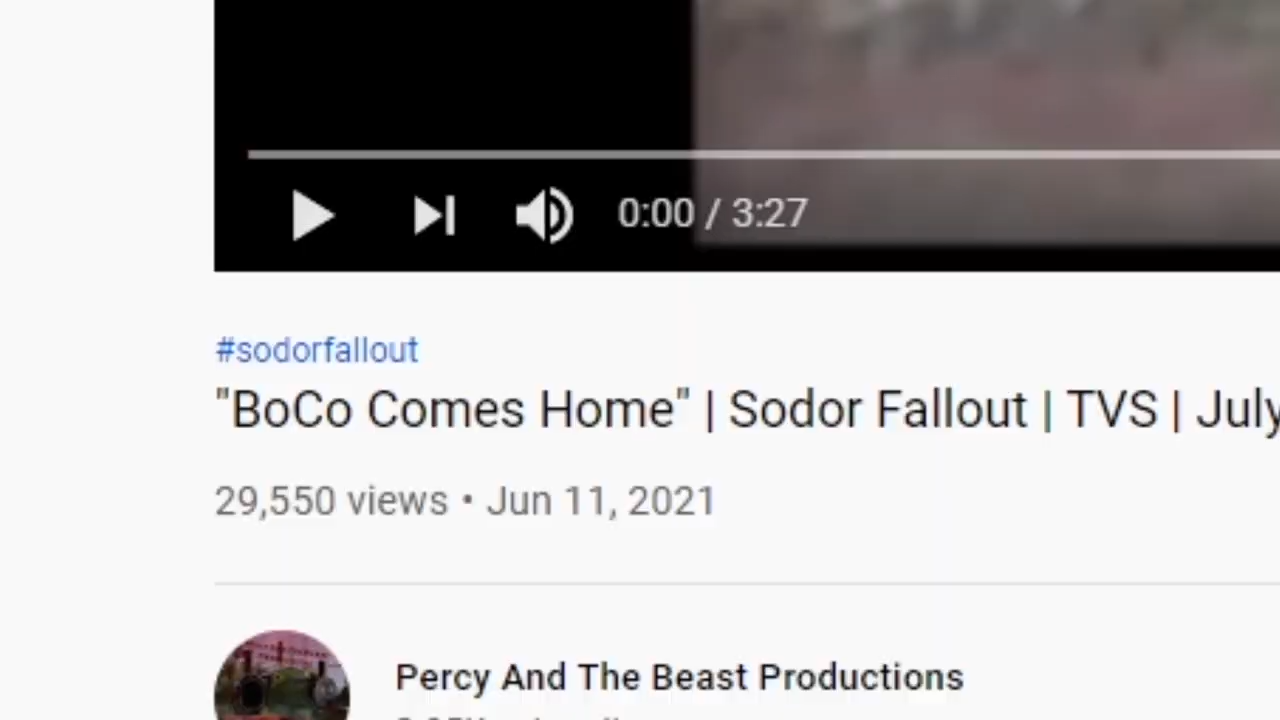 0:00 / 3:27
#sodorfallout
"BoCo Comes Home" | Sodor Fallout | TVS | July
29,550 views • Jun 11, 2021
Percy And The Beast Productions